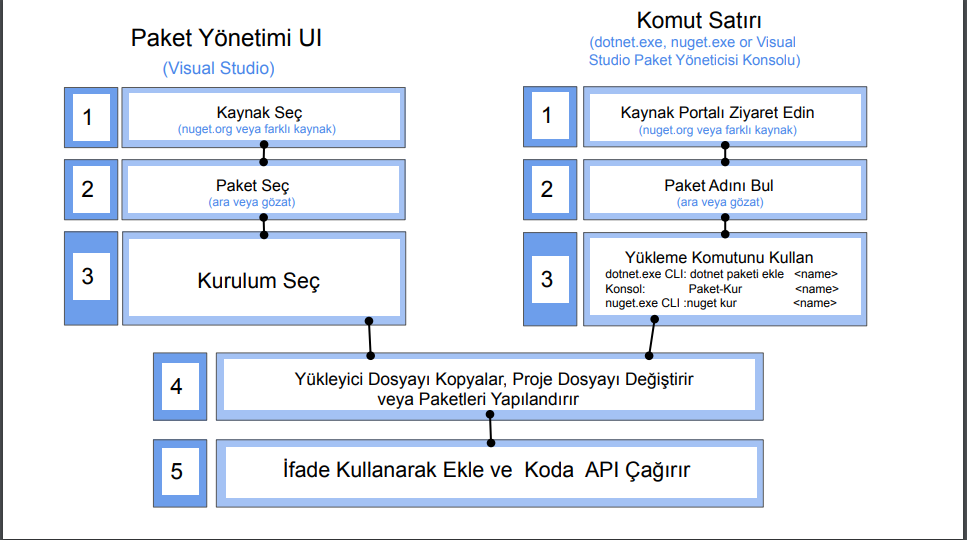 Paket Yönetimi UI
(Visual Studio)
1
Kaynak Seç
(nuget.org veya farklı kaynak)
2
Paket Seç
(ara veya gözat)
3
Kurulum Seç
Komut Satırı
(dotnet.exe, nuget.exe or Visual
Studio Paket Yöneticisi Konsolu)
1
Kaynak Portalı Ziyaret Edin
(nuget.org veya farklı kaynak)
2
Paket Adını Bul
(ara veya gözat)
3
Yükleme Komutunu Kullan
dotnet.exe CLI: dotnet paketi ekle <name>
Konsol: Paket-Kur <name>
nuget.exe CLI :nuget kur <name>
4
Yükleyici Dosyayı Kopyalar, Proje Dosyayı Değiştirir
veya Paketleri Yapılandırır
5
İfade Kullanarak Ekle ve Koda API Çağırır